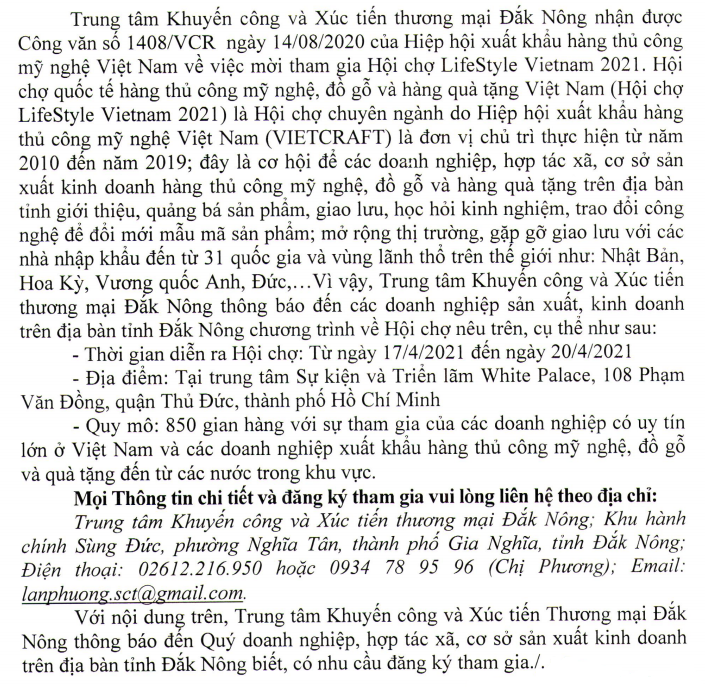 Trung tâm Khuyến công và Xúc tiến thương mại Đắk Nông nhận được
Công văn số 1408/VCR ngày 14/08/2020 của Hiệp hội xuất khẩu hàng thủ công
mỹ nghệ Việt Nam về việc mời tham gia Hội chợ LifeStyle Vietnam 2021. Hội
chợ quốc tế hàng thủ công mỹ nghệ, đồ gỗ và hàng quà tặng Việt Nam (Hội chợ
LifeStyle Vietnam 2021) là Hội chợ chuyên ngành do Hiệp hội xuất khẩu hàng
thủ công mỹ nghệ Việt Nam (VIETCRAFT) là đơn vị chủ trì thực hiện từ năm
2010 đến năm 2019; đây là cơ hội để các doanh nghiệp, hợp tác xã, cơ sở sản
xuất kinh doanh hàng thủ công mỹ nghệ, đồ gỗ và hàng quà tặng trên địa bàn
tỉnh giới thiệu, quảng bá sản phẩm, giao lưu, học hỏi kinh nghiệm, trao đổi công
nghệ để đổi mới mẫu mã sản phẩm; mở rộng thị trường, gặp gỡ giao lưu với các
nhà nhập khẩu đến từ 31 quốc gia và vùng lãnh thổ trên thế giới như: Nhật Bản,
Hoa Kỳ, Vương quốc Anh, Đức,…Vì vậy, Trung tâm Khuyến công và Xúc tiến
thương mại Đắk Nông thông báo đến các doanh nghiệp sản xuất, kinh doanh
trên địa bàn tỉnh Đắk Nông chương trình về Hội chợ nêu trên, cụ thể như sau:
- Thời gian diễn ra Hội chợ: Từ ngày 17/4/2021 đến ngày 20/4/2021
- Địa điểm: Tại trung tâm Sự kiện và Triển lãm White Palace, 108 Phạm
Văn Đồng, quận Thủ Đức, thành phố Hồ Chí Minh
- Quy mô: 850 gian hàng với sự tham gia của các doanh nghiệp có uy tín
lớn ở Việt Nam và các doanh nghiệp xuất khẩu hàng thủ công mỹ nghệ, đồ gỗ
và quà tặng đến từ các nước trong khu vực.
Mọi Thông tin chi tiết và đăng ký tham gia vui lòng liên hệ theo địa chỉ:
Trung tâm Khuyến công và Xúc tiến thương mại Đắk Nông; Khu hành
chính Sùng Đức, phường Nghĩa Tân, thành phố Gia Nghĩa, tỉnh Đắk Nông;
Điện thoại: 02612.216.950 hoặc 0934 78 95 96 (Chị Phương); Email:
lanphuong.sct@gmail.com.
Với nội dung trên, Trung tâm Khuyến công và Xúc tiến Thương mại Đắk
Nông thông báo đến Quý doanh nghiệp, hợp tác xã, cơ sở sản xuất kinh doanh
trên địa bàn tỉnh Đắk Nông biết, có nhu cầu đăng ký tham gia./.